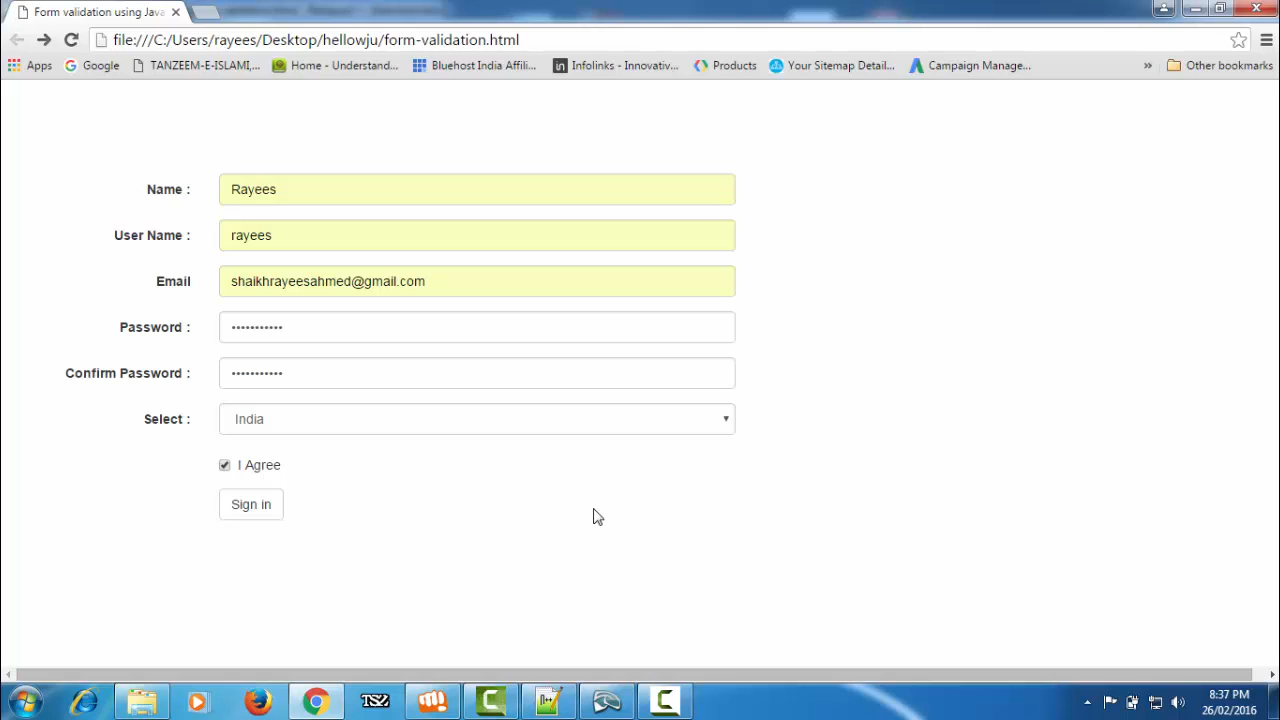 Form validation using Java
file:///C:/Users/rayees/Desktop/hellowju/form-validation.html
Apps Google TANZEEM-E-ISLAMI,... Home - Understand... Bluehost India Affili... in Infolinks - Innovativ... Products Your Sitemap Detail... Campaign Manage... » Other bookmarks
Name : Rayees
User Name : rayees
Email shaikhrayeesahmed@gmail.com
Password : •••••••••••
Confirm Password : •••••••••••
Select : India
I Agree
Sign in
TS2
8:37 PM
26/02/2016